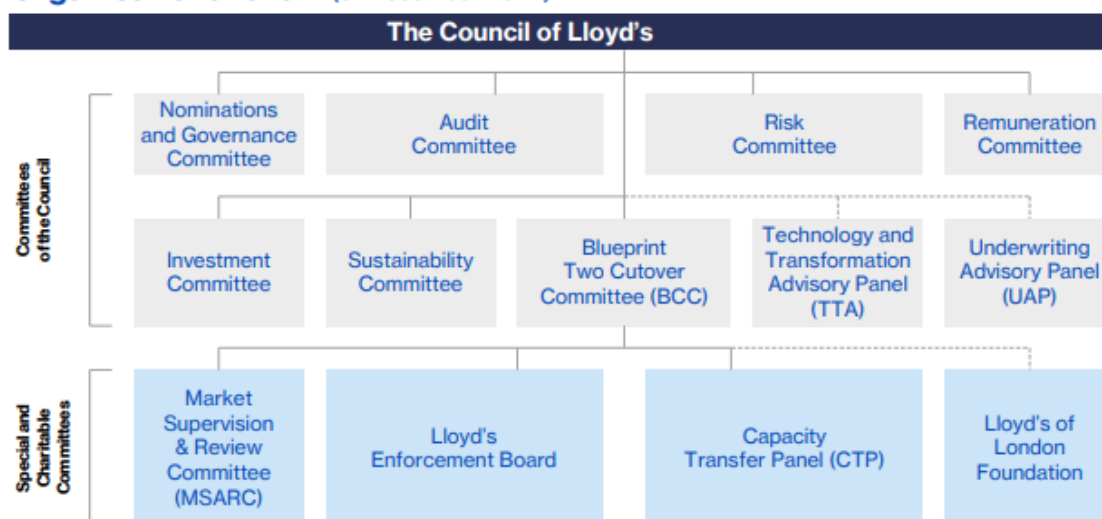 The Council of Lloyd's
Committees
of the Council
Nominations
and Governance
Committee
Audit
Committee
Risk
Committee
Remuneration
Committee
Investment
Committee
Sustainability
Committee
Blueprint
Two Cutover
Committee (BCC)
Technology and
Transformation
Advisory Panel
(TTA)
Underwriting
Advisory Panel
(UAP)
Special and
Charitable
Committees
Market
Supervision
& Review
Committee
(MSARC)
Lloyd's
Enforcement Board
Capacity
Transfer Panel (CTP)
Lloyd's of
London
Foundation